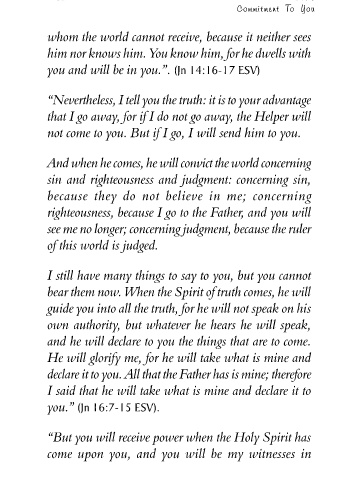 Commitment To You
whom the world cannot receive, because it neither sees
him nor knows him. You know him, for he dwells with
you and will be in you.”. (Jn 14:16-17 ESV)
“Nevertheless, I tell you the truth: it is to your advantage
that I go away, for if I do not go away, the Helper will
not come to you. But if I go, I will send him to you.
And when he comes, he will convict the world concerning
sin and righteousness and judgment: concerning sin,
because they do not believe in me; concerning
righteousness, because I go to the Father, and you will
see me no longer; concerning judgment, because the ruler
of this world is judged.
I still have many things to say to you, but you cannot
bear them now. When the Spirit of truth comes, he will
guide you into all the truth, for he will not speak on his
own authority, but whatever he hears he will speak,
and he will declare to you the things that are to come.
He will glorify me, for he will take what is mine and
declare it to you. All that the Father has is mine; therefore
I said that he will take what is mine and declare it to
you.” (Jn 16:7-15 ESV).
“But you will receive power when the Holy Spirit has
come upon you, and you will be my witnesses in